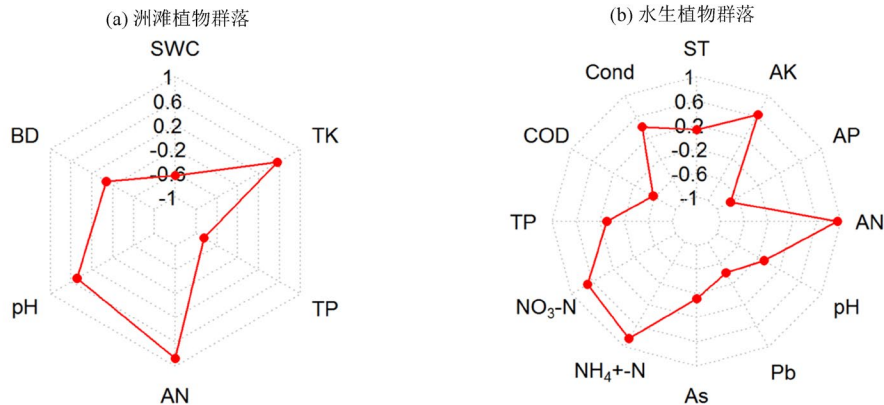 (a) 洲滩植物群落
SWC
1
0.6
0.2
-0.2
-0.6
-1
TK
TP
AN
pH
BD
(b) 水生植物群落
ST
1
0.6
0.2
-0.2
-0.6
-1
AK
AP
AN
pH
Pb
As
NH₄+-N
NO₃-N
TP
COD
Cond